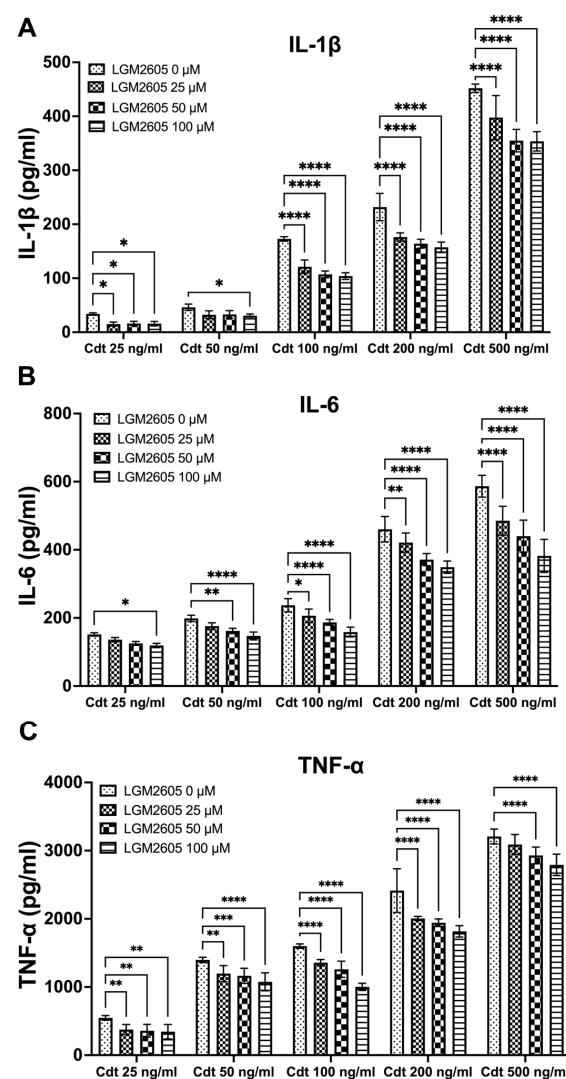 A
IL-1β
LGM2605 0 μM
LGM2605 25 μM
LGM2605 50 μM
LGM2605 100 μM
IL-1β (pg/ml)
500
400
300
200
100
0
* * *
*
**** **** ****
**** **** ****
**** **** ****
Cdt 25 ng/ml Cdt 50 ng/ml Cdt 100 ng/ml Cdt 200 ng/ml Cdt 500 ng/ml
B
IL-6
LGM2605 0 μM
LGM2605 25 μM
LGM2605 50 μM
LGM2605 100 μM
IL-6 (pg/ml)
800
600
400
200
0
*
**** **
**** **** *
**** **** **
**** **** ****
Cdt 25 ng/ml Cdt 50 ng/ml Cdt 100 ng/ml Cdt 200 ng/ml Cdt 500 ng/ml
C
TNF-α
LGM2605 0 μM
LGM2605 25 μM
LGM2605 50 μM
LGM2605 100 μM
TNF-α (pg/ml)
4000
3000
2000
1000
0
** ** **
**** *** **
**** **** ****
**** **** ****
**** ****
Cdt 25 ng/ml Cdt 50 ng/ml Cdt 100 ng/ml Cdt 200 ng/ml Cdt 500 ng/m